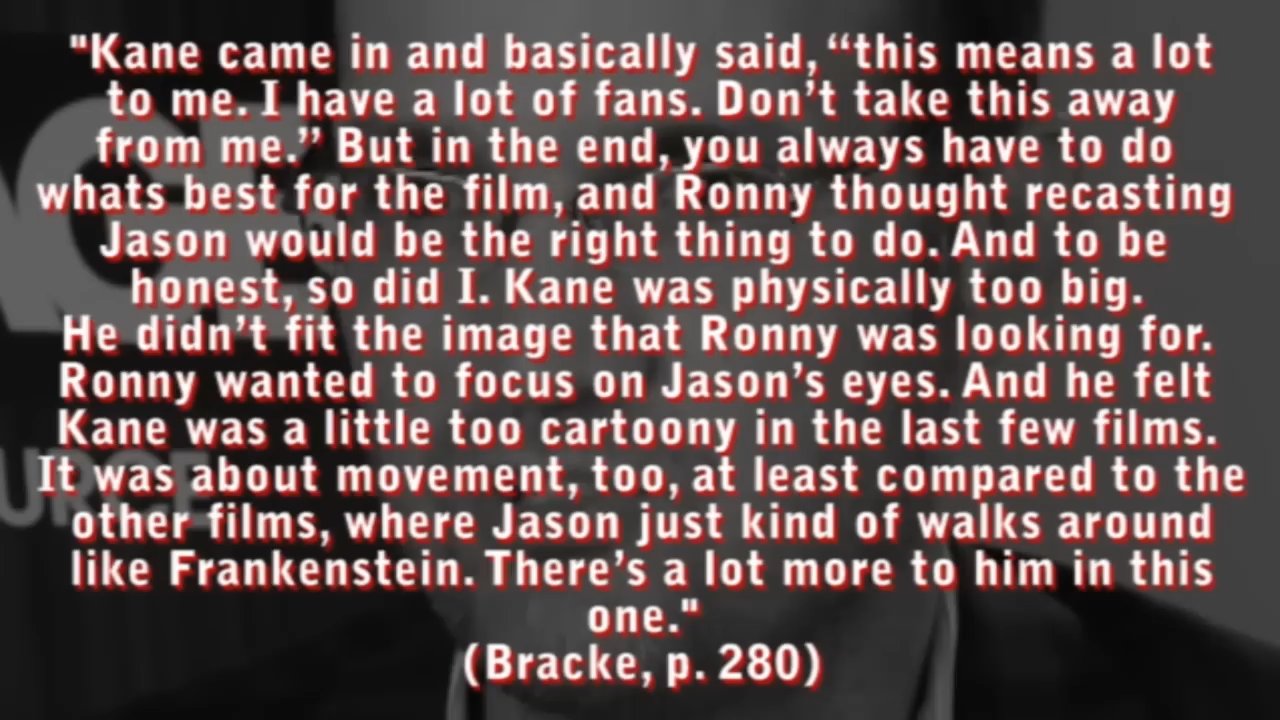 "Kane came in and basically said, “this means a lot
to me. I have a lot of fans. Don’t take this away
from me.” But in the end, you always have to do
whats best for the film, and Ronny thought recasting
Jason would be the right thing to do. And to be
honest, so did I. Kane was physically too big.
He didn’t fit the image that Ronny was looking for.
Ronny wanted to focus on Jason’s eyes. And he felt
Kane was a little too cartoony in the last few films.
It was about movement, too, at least compared to the
other films, where Jason just kind of walks around
like Frankenstein. There’s a lot more to him in this
one."
(Bracke, p. 280)